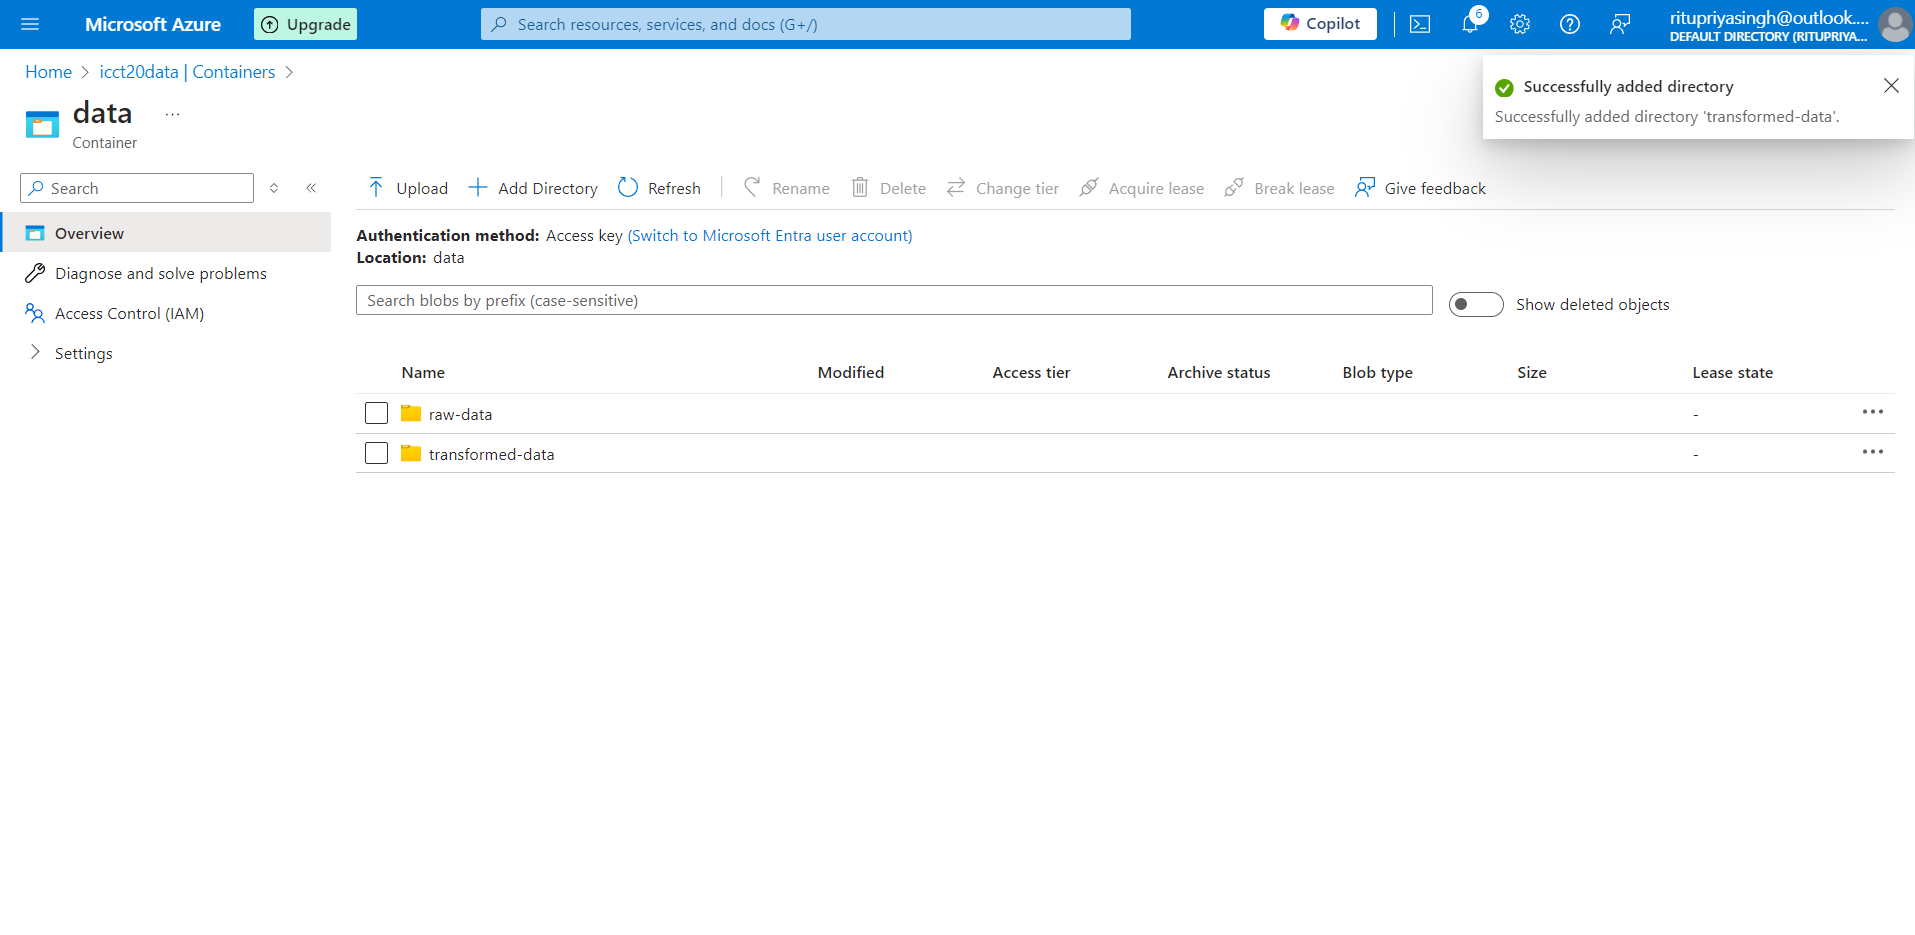 Microsoft Azure
Upgrade
Search resources, services, and docs (G+/)
Copilot
6
ritupriyasingh@outlook....
DEFAULT DIRECTORY (RITUPRIYA...
Home > icct20data | Containers >
data ...
Container
Successfully added directory
Successfully added directory 'transformed-data'.
Search
Upload
Add Directory
Refresh
Rename
Delete
Change tier
Acquire lease
Break lease
Give feedback
Overview
Diagnose and solve problems
Access Control (IAM)
Settings
Authentication method: Access key (Switch to Microsoft Entra user account)
Location: data
Search blobs by prefix (case-sensitive)
Show deleted objects
Name Modified Access tier Archive status Blob type Size Lease state
raw-data -
transformed-data -